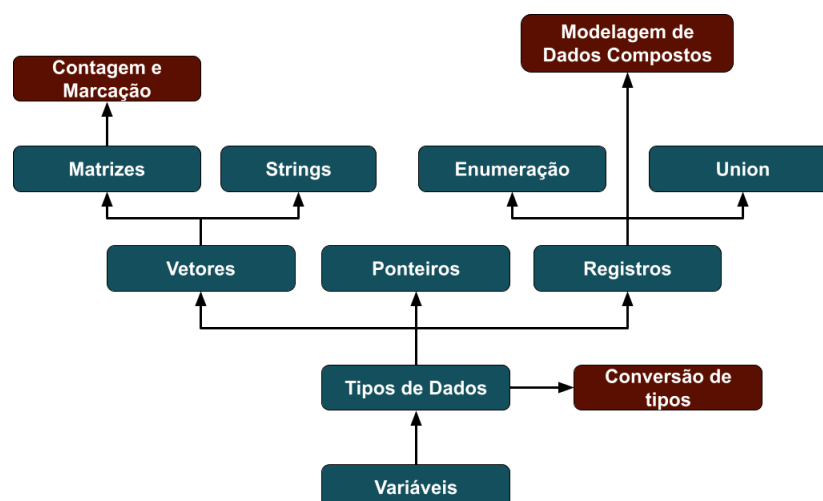 Modelagem de
Dados Compostos
Contagem e
Marcação
Matrizes
Strings
Enumeração
Union
Vetores
Ponteiros
Registros
Tipos de Dados
Conversão de
tipos
Variáveis